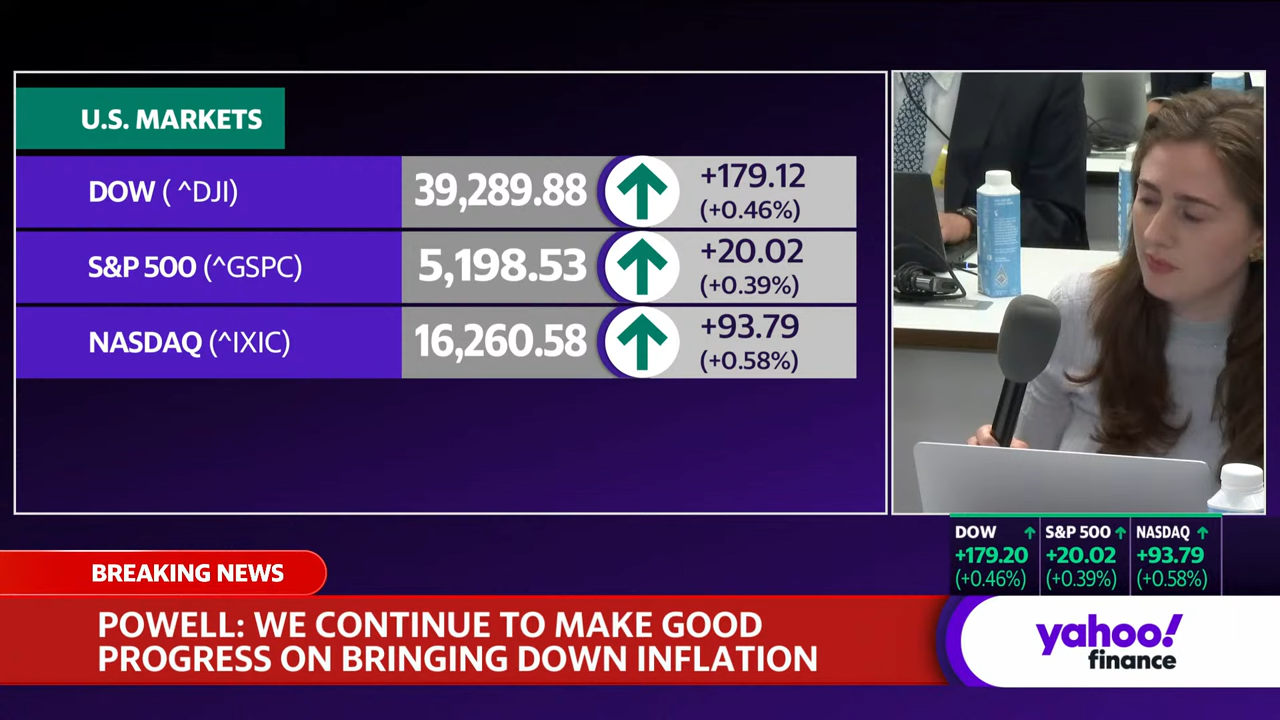 U.S. MARKETS
DOW ( ^DJI)
39,289.88
+179.12
(+0.46%)
S&P 500 (^GSPC)
5,198.53
+20.02
(+0.39%)
NASDAQ (^IXIC)
16,260.58
+93.79
(+0.58%)
DOW
+179.20
(+0.46%)
S&P 500
+20.02
(+0.39%)
NASDAQ
+93.79
(+0.58%)
BREAKING NEWS
POWELL: WE CONTINUE TO MAKE GOOD
PROGRESS ON BRINGING DOWN INFLATION
yahoo!
finance